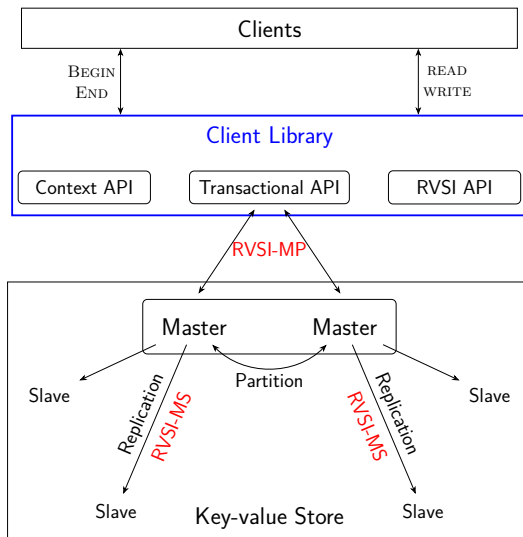 Clients
BEGIN
END
READ
WRITE
Client Library
Context API
Transactional API
RVSI API
RVSI-MP
Master
Master
Partition
Slave
Slave
Replication
RVSI-MS
Replication
RVSI-MS
Slave
Slave
Key-value Store